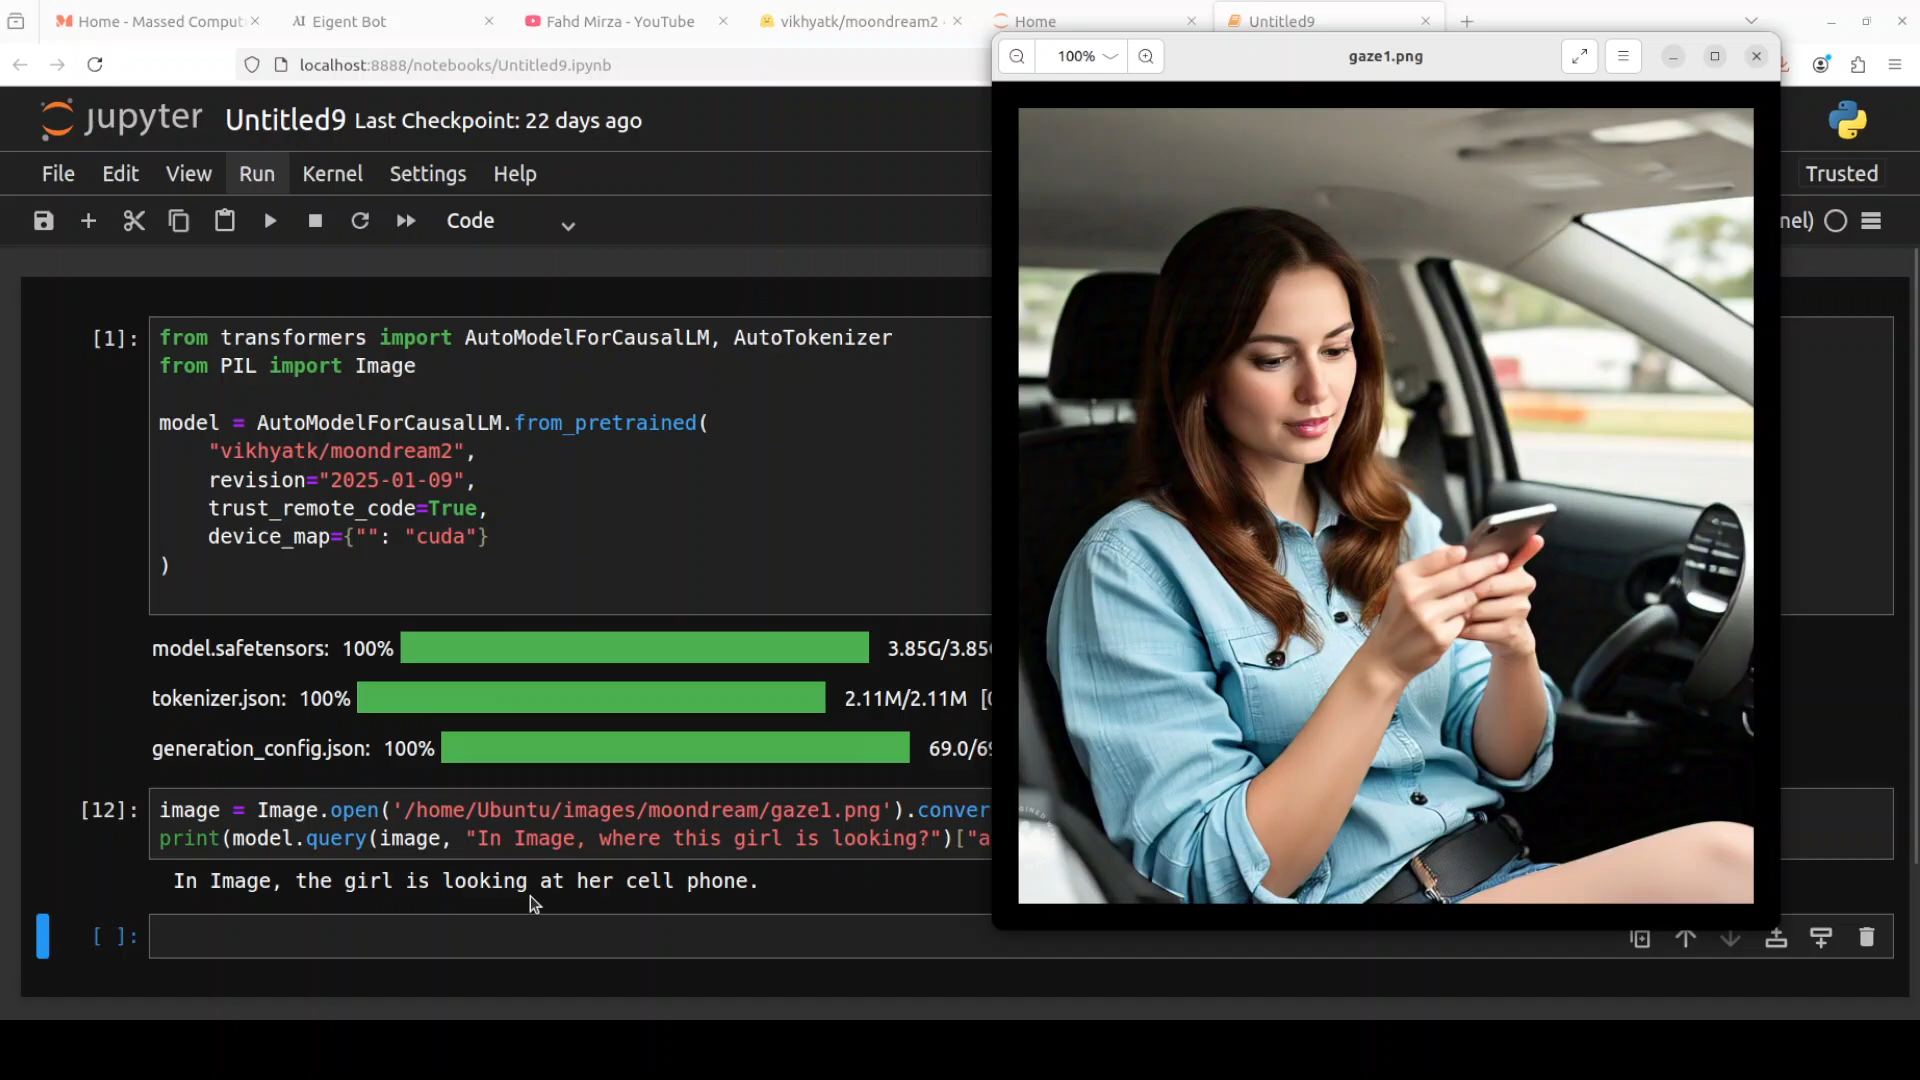 Home - Massed Comput
Eigent Bot
Fahd Mirza - YouTube
vikhyatk/moondream2 -
Home
Untitled9
localhost:8888/notebooks/Untitled9.ipynb
100%
gaze1.png
jupyter Untitled9 Last Checkpoint: 22 days ago
File Edit View Run Kernel Settings Help
Trusted
Code
nel)
[1]: from transformers import AutoModelForCausalLM, AutoTokenizer
from PIL import Image
model = AutoModelForCausalLM.from_pretrained(
"vikhyatk/moondream2",
revision="2025-01-09",
trust_remote_code=True,
device_map={"": "cuda"}
)
model.safetensors: 100% 3.85G/3.85
tokenizer.json: 100% 2.11M/2.11M
generation_config.json: 100% 69.0/69
[12]: image = Image.open('/home/Ubuntu/images/moondream/gaze1.png').conver
print(model.query(image, "In Image, where this girl is looking?")["a
In Image, the girl is looking at her cell phone.
[ ]: